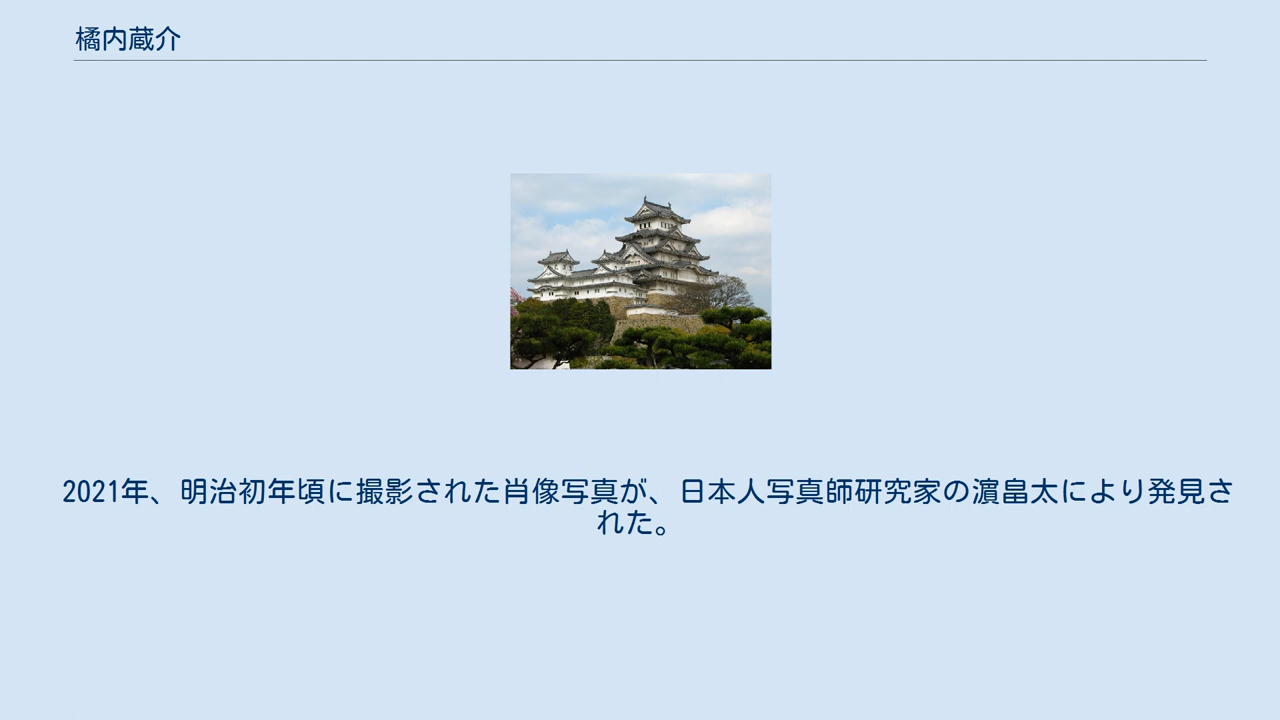 橘内蔵介
2021年、明治初年頃に撮影された肖像写真が、日本人写真師研究家の濵畠太により発見さ
れた。